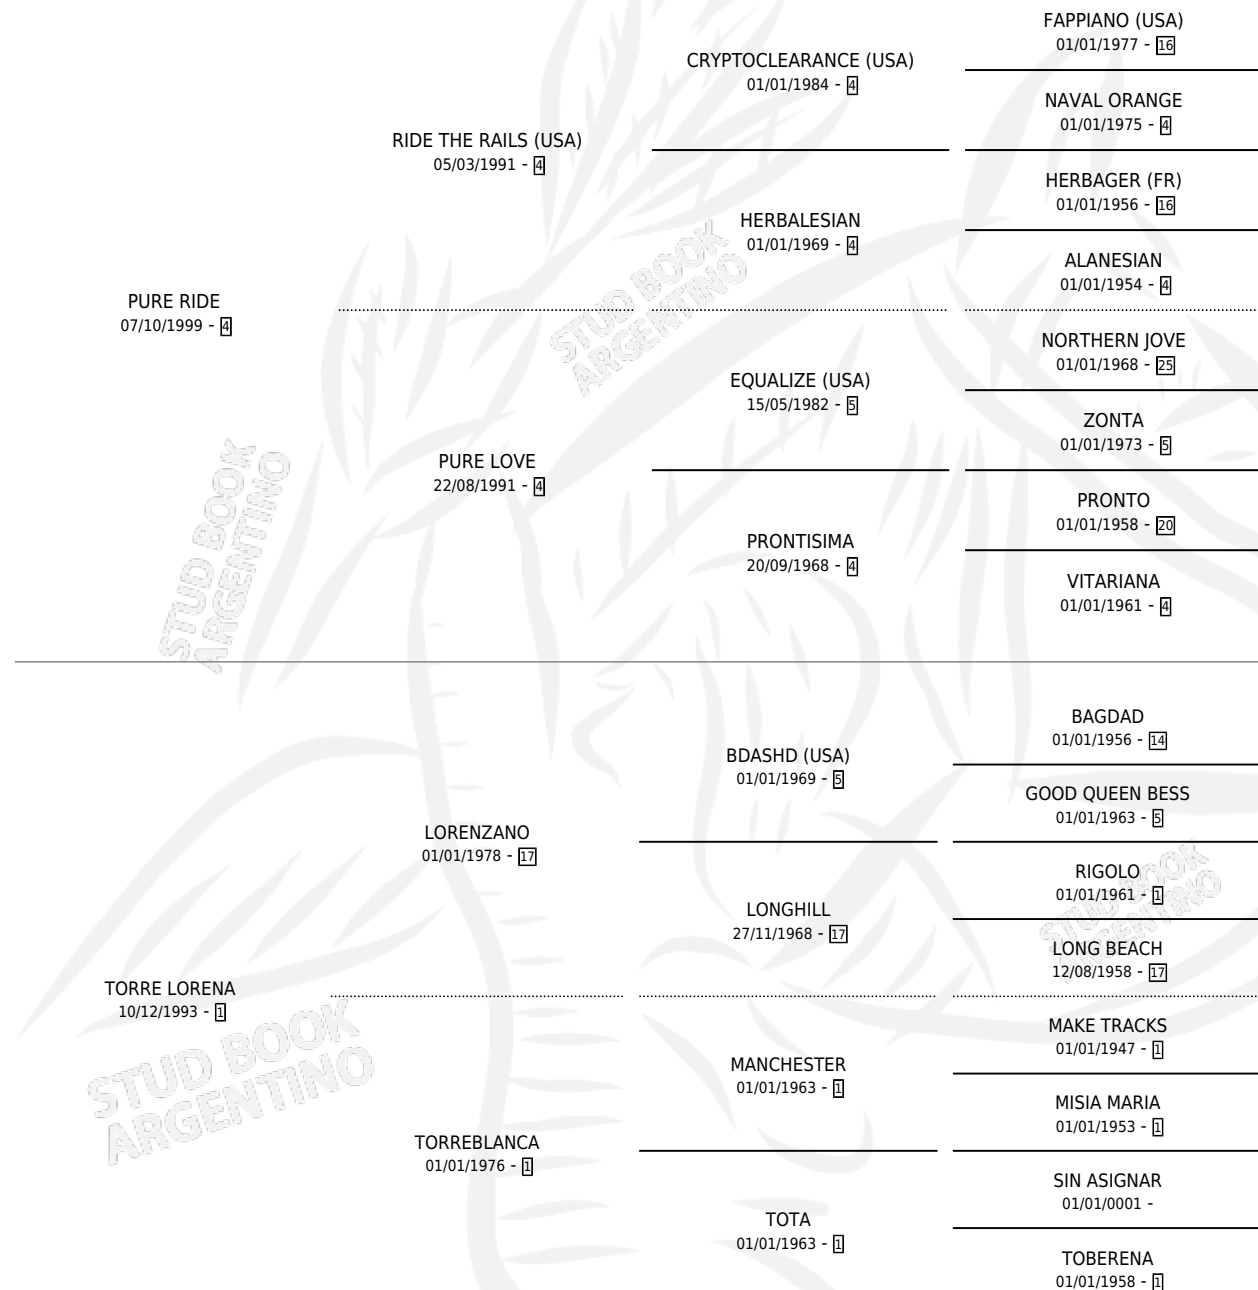 FAPPIANO (USA)
01/01/1977 - 16
CRYPTOCLEARANCE (USA)
01/01/1984 - 4
NAVAL ORANGE
01/01/1975 - 4
RIDE THE RAILS (USA)
05/03/1991 - 4
HERBAGER (FR)
01/01/1956 - 16
HERBALESIAN
01/01/1969 - 4
ALANESIAN
01/01/1954 - 4
PURE RIDE
07/10/1999 - 4
STUD BOOK
ARGENTINO
NORTHERN JOVE
01/01/1968 - 25
EQUALIZE (USA)
15/05/1982 - 5
ZONTA
01/01/1973 - 5
PURE LOVE
22/08/1991 - 4
PRONTO
01/01/1958 - 20
PRONTISIMA
20/09/1968 - 4
VITARIANA
01/01/1961 - 4
STUD BOOK
ARGENTINO
BAGDAD
01/01/1956 - 14
BDASHD (USA)
01/01/1969 - 5
GOOD QUEEN BESS
01/01/1963 - 5
LORENZANO
01/01/1978 - 17
RIGOLO
01/01/1961 - 1
LONGHILL
27/11/1968 - 17
LONG BEACH
12/08/1958 - 17
STUD BOOK
ARGENTINO
TORRE LORENA
10/12/1993 - 1
MAKE TRACKS
01/01/1947 - 1
MANCHESTER
01/01/1963 - 1
MISIA MARIA
01/01/1953 - 1
STUD BOOK
ARGENTINO
TORREBLANCA
01/01/1976 - 1
SIN ASIGNAR
01/01/0001 -
TOTA
01/01/1963 - 1
TOBERENA
01/01/1958 - 1